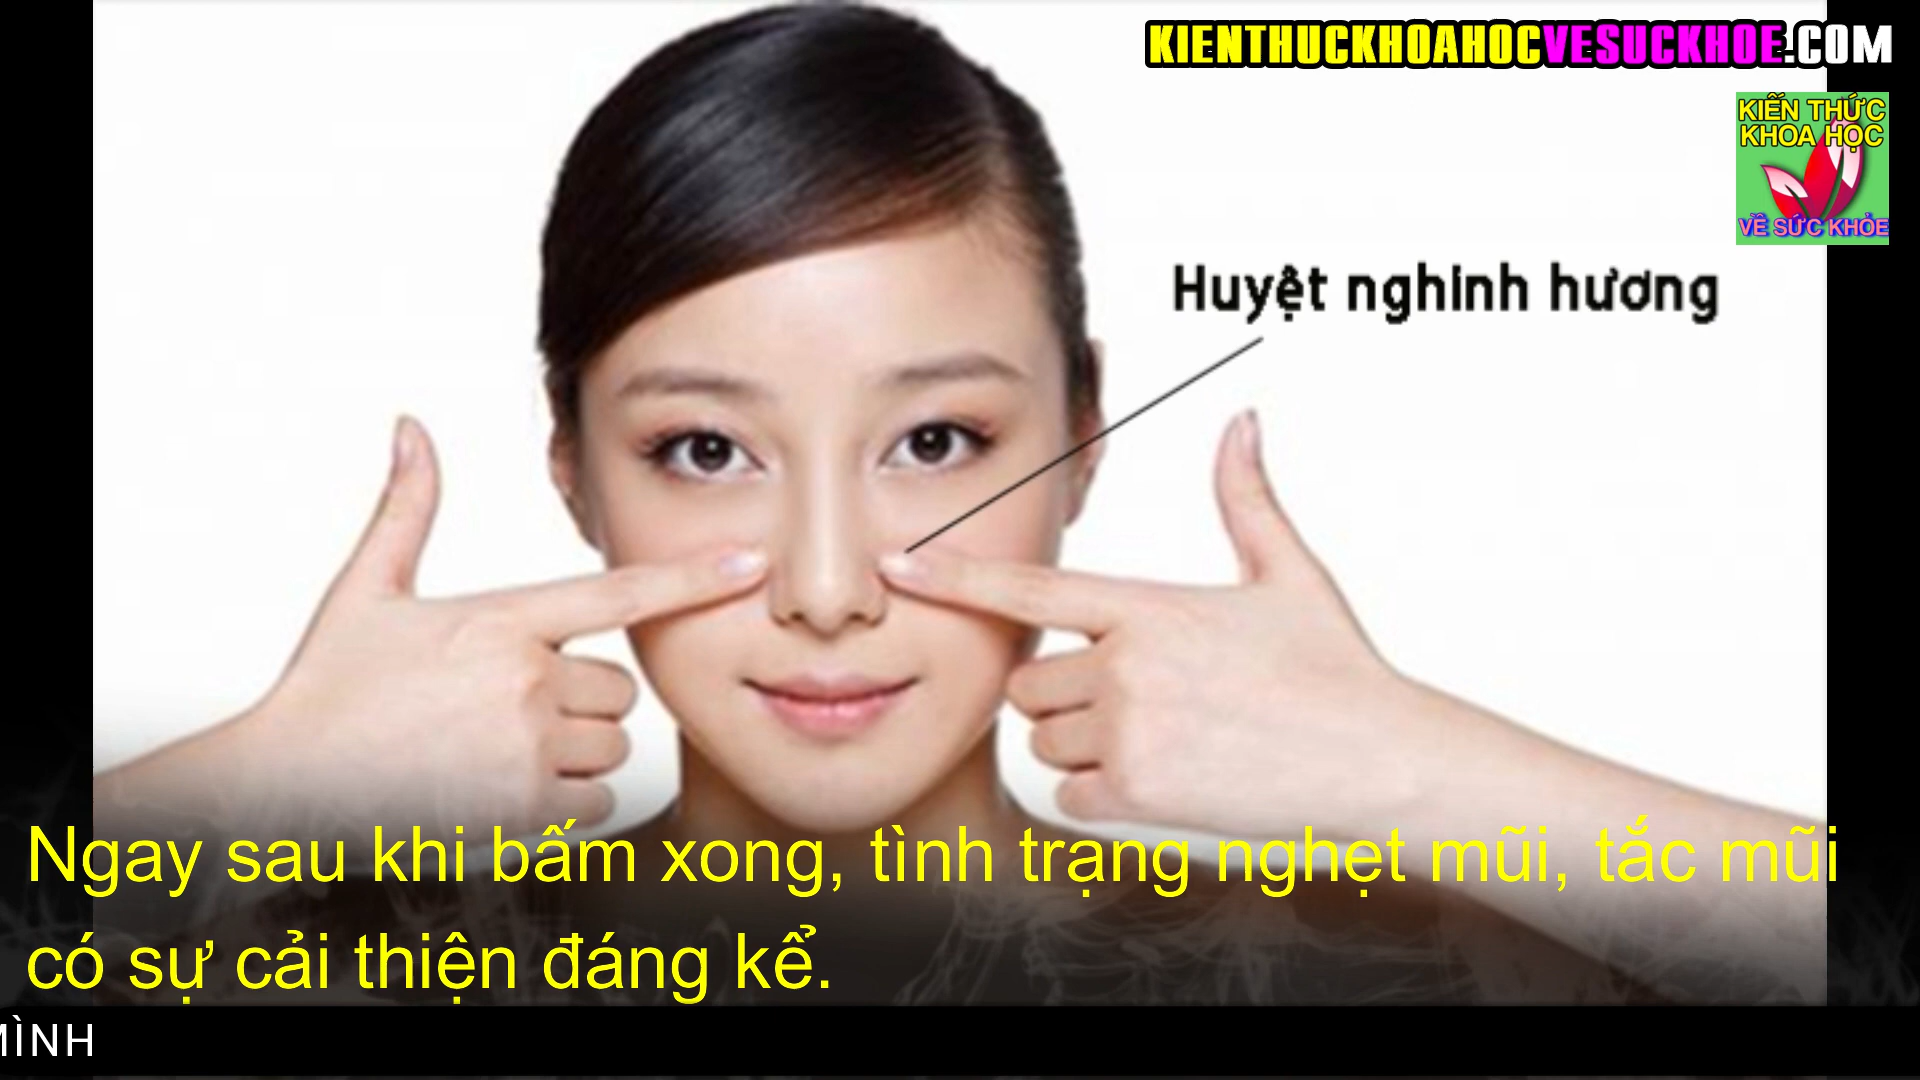 KIENTHUCKHOAHOCVESUCKHOE.COM
KIẾN THỨC
KHOA HỌC
VỀ SỨC KHỎE
Huyệt nghinh hương
Ngay sau khi bấm xong, tình trạng nghẹt mũi, tắc mũi
có sự cải thiện đáng kể.
MÌNH